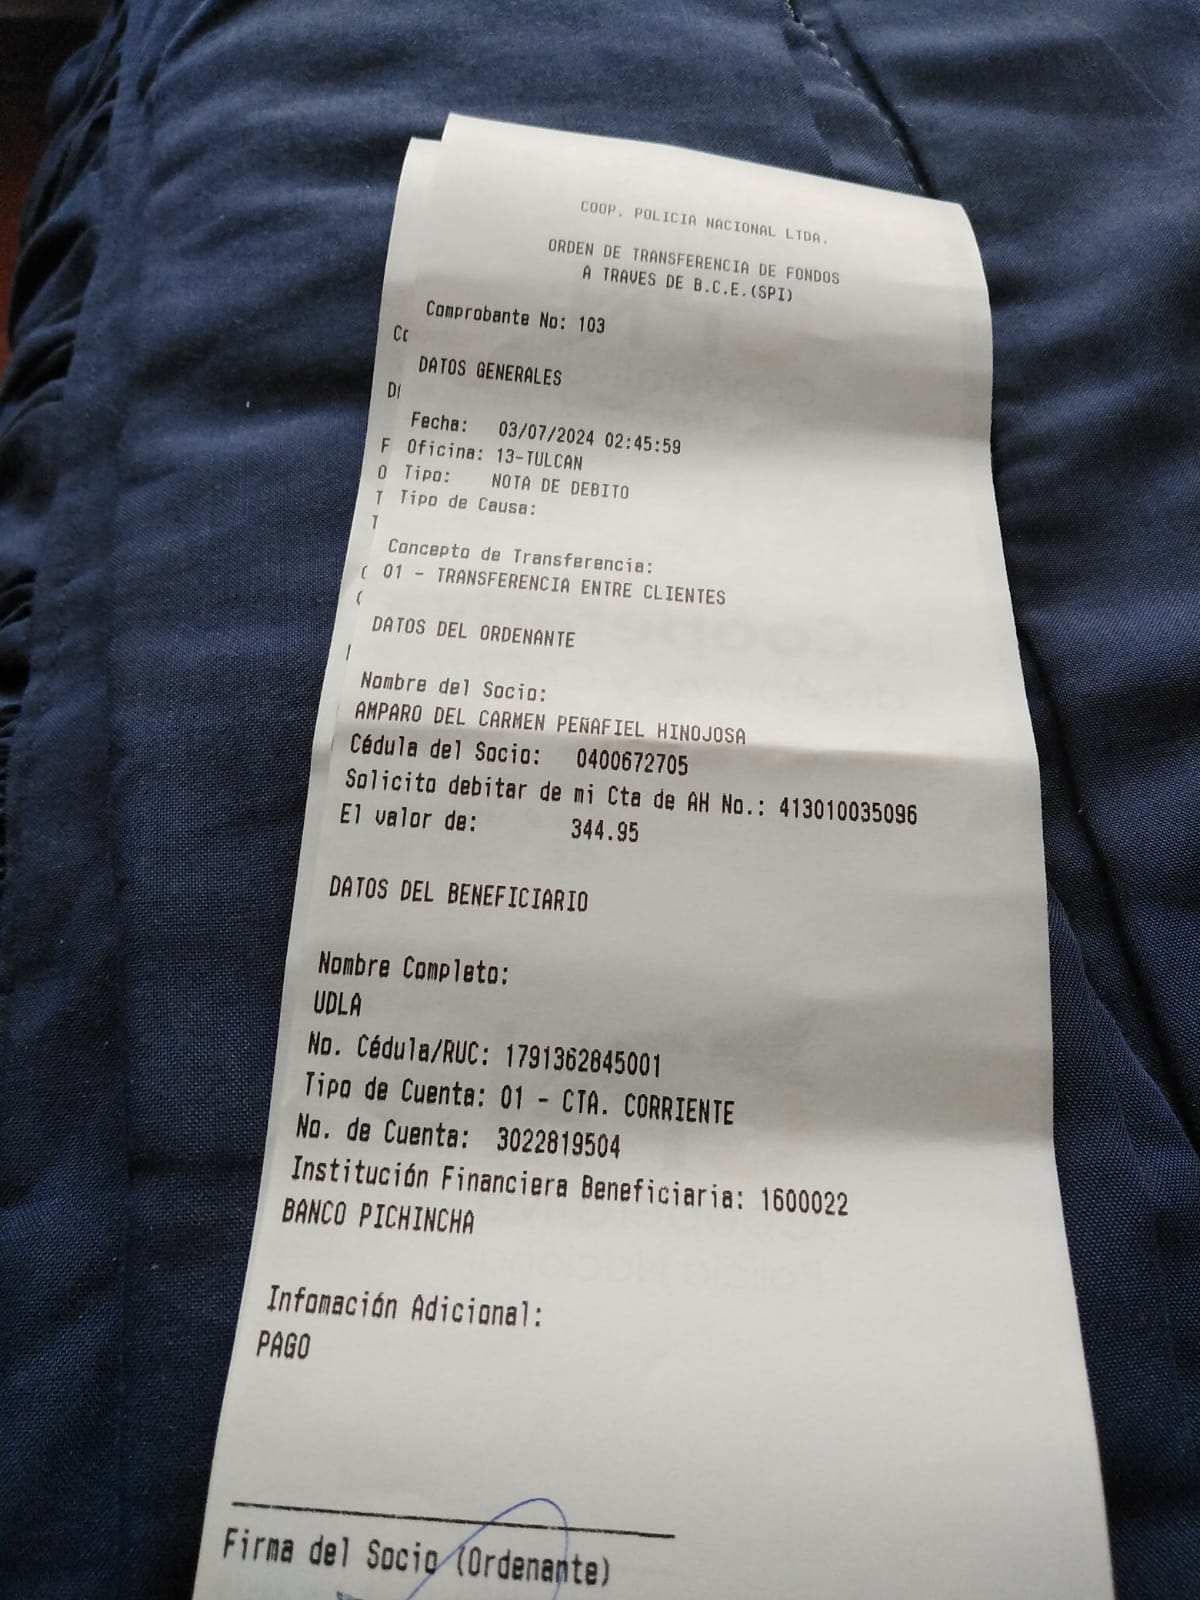 COOP. POLICIA NACIONAL LTDA.
ORDEN DE TRANSFERENCIA DE FONDOS
A TRAVES DE B.C.E.(SPI)
Comprobante No: 103
DATOS GENERALES
Fecha: 03/07/2024 02:45:59
Oficina: 13-TULCAN
Tipo: NOTA DE DEBITO
Tipo de Causa:
Concepto de Transferencia:
01 - TRANSFERENCIA ENTRE CLIENTES
DATOS DEL ORDENANTE
Nombre del Socio:
AMPARO DEL CARMEN PEÑAFIEL HINOJOSA
Cédula del Socio: 0400672705
Solicito debitar de mi Cta de AH No.: 413010035096
El valor de: 344.95
DATOS DEL BENEFICIARIO
Nombre Completo:
UDLA
No. Cédula/RUC: 1791362845001
Tipo de Cuenta: 01 - CTA. CORRIENTE
No. de Cuenta: 3022819504
Institución Financiera Beneficiaria: 1600022
BANCO PICHINCHA
Infomación Adicional:
PAGO
Firma del Socio (Ordenante)